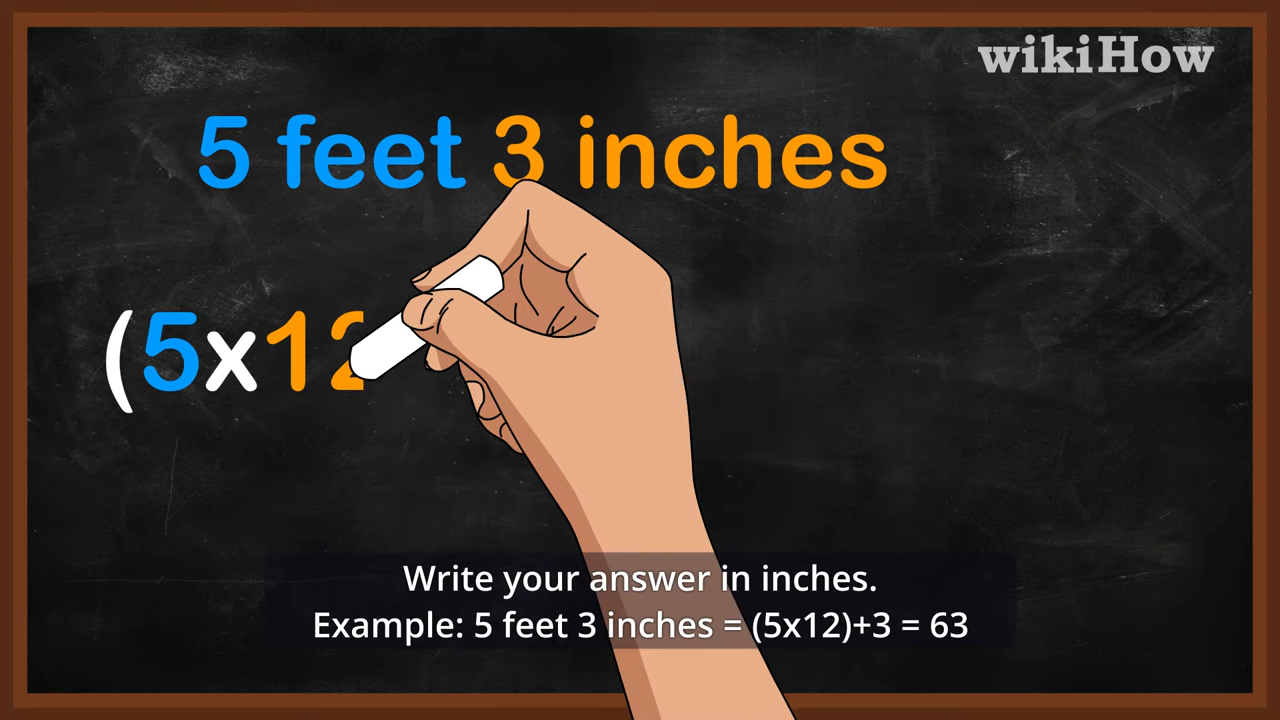 wikiHow
5 feet 3 inches
(5x12
Write your answer in inches.
Example: 5 feet 3 inches = (5x12)+3 = 63